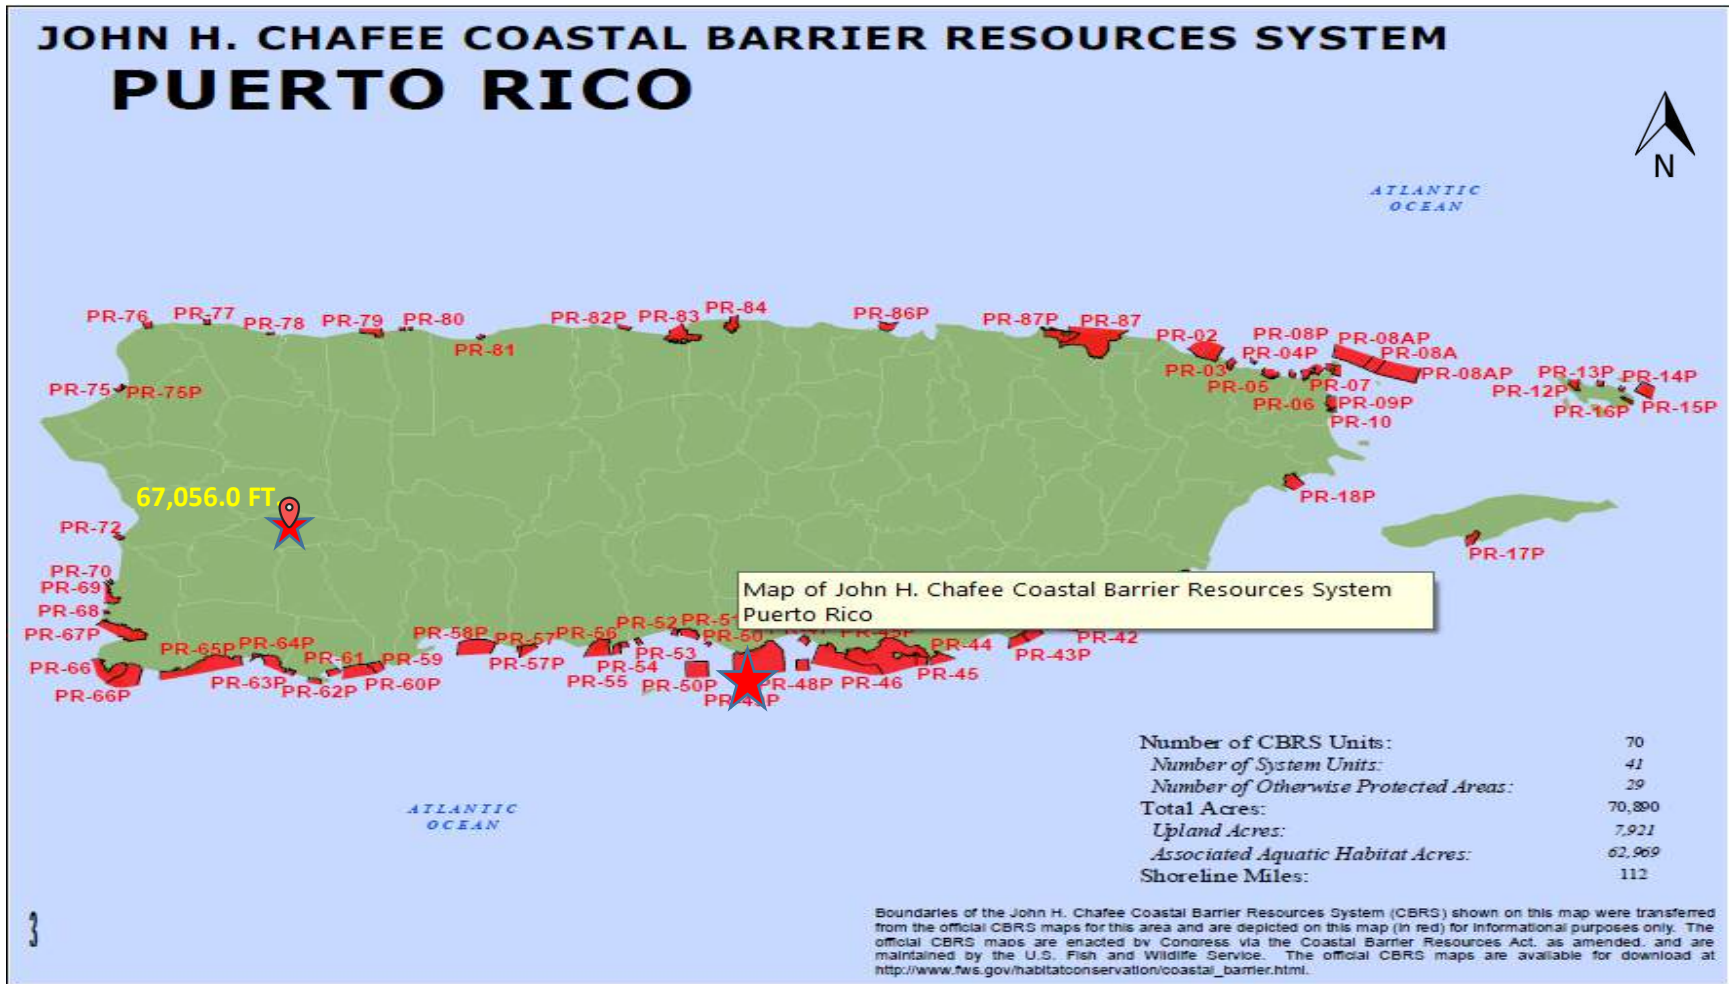 JOHN H. CHAFEE COASTAL BARRIER RESOURCES SYSTEM
PUERTO RICO
N
ATLANTIC
OCEAN
PR-76
PR-77
PR-78
PR-79
PR-80
PR-81
PR-82P
PR-83
PR-84
PR-86P
PR-87P
PR-87
PR-02
PR-08P
PR-08AP
PR-04P
PR-08A
PR-03
PR-08AP
PR-05
PR-07
PR-06
PR-09P
PR-10
PR-13P
PR-14P
PR-12P
PR-16P
PR-15P
PR-75
PR-75P
67,056.0 FT.
PR-18P
PR-72
PR-17P
PR-70
PR-69
PR-68
PR-67P
Map of John H. Chafee Coastal Barrier Resources System
Puerto Rico
PR-66
PR-66P
PR-65P
PR-64P
PR-63P
PR-61
PR-62P
PR-59
PR-60P
PR-58P
PR-57
PR-57P
PR-56
PR-55
PR-54
PR-52
PR-53
PR-51
PR-50
PR-50P
PR-48P
PR-46
PR-45P
PR-44
PR-45
PR-43P
PR-42
ATLANTIC
OCEAN
Number of CBRS Units: 70
Number of System Units: 41
Number of Otherwise Protected Areas: 29
Total Acres: 70,890
Upland Acres: 7,921
Associated Aquatic Habitat Acres: 62,969
Shoreline Miles: 112
3
Boundaries of the John H. Chafee Coastal Barrier Resources System (CBRS) shown on this map were transferred
from the official CBRS maps for this area and are depicted on this map (in red) for informational purposes only. The
official CBRS maps are enacted by Congress via the Coastal Barrier Resources Act, as amended, and are
maintained by the U.S. Fish and Wildlife Service. The official CBRS maps are available for download at
http://www.fws.gov/habitatconservation/coastal_barrier.html.